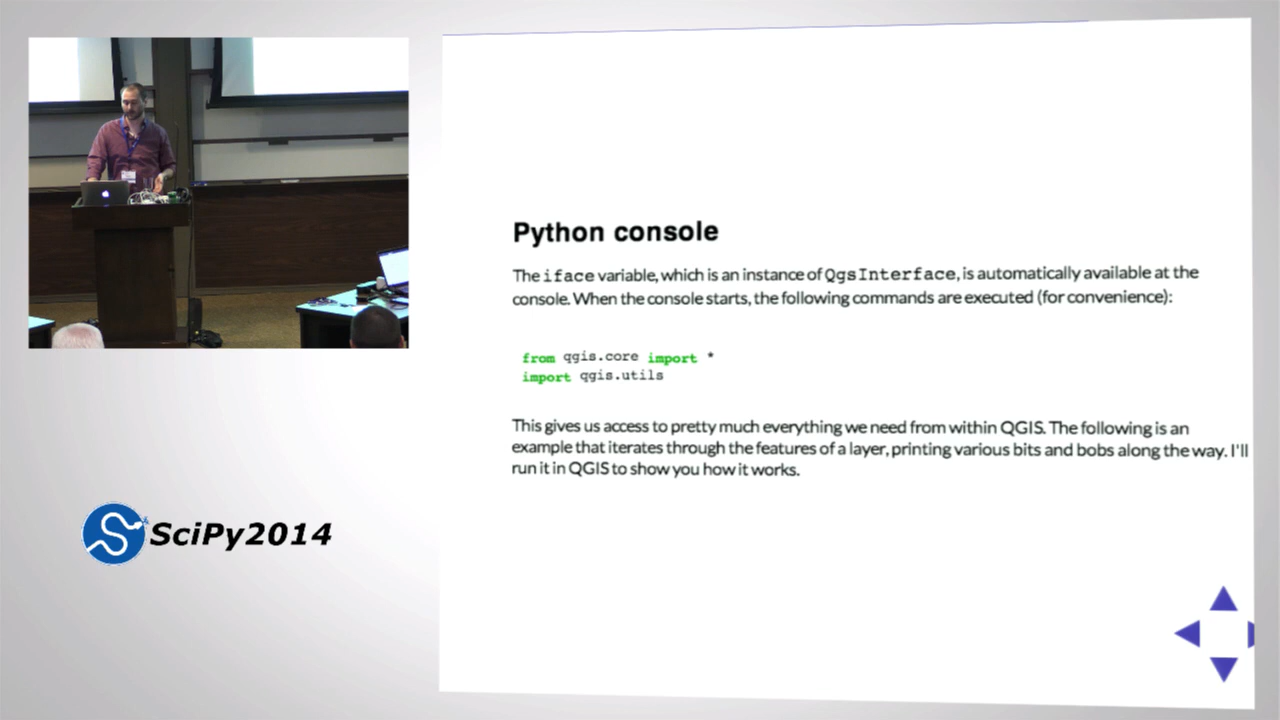 Python console
The iface variable, which is an instance of QgsInterface, is automatically available at the
console. When the console starts, the following commands are executed (for convenience):
from qgis.core import *
import qgis.utils
This gives us access to pretty much everything we need from within QGIS. The following is an
example that iterates through the features of a layer, printing various bits and bobs along the way. I'll
run it in QGIS to show you how it works.
SciPy2014